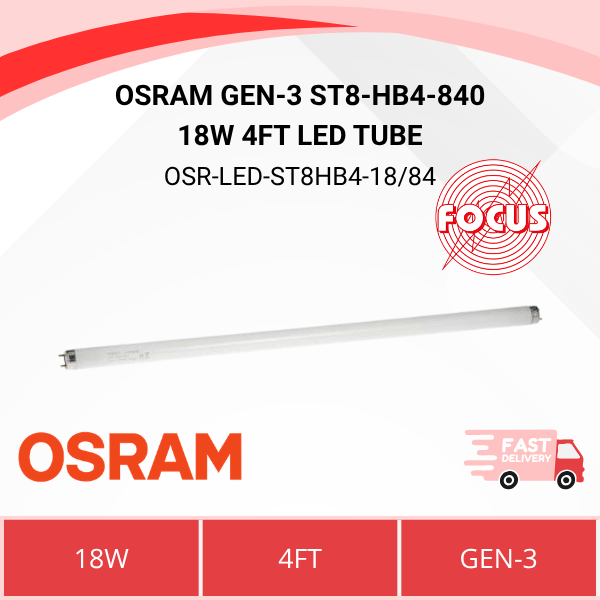 OSRAM GEN-3 ST8-HB4-840
18W 4FT LED TUBE
OSR-LED-ST8HB4-18/84
FOCUS
OSRAM
FAST
DELIVERY
18W
4FT
GEN-3